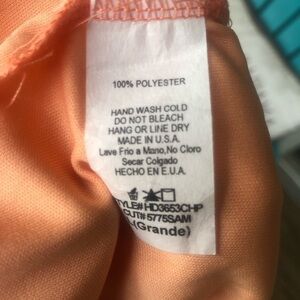 100% POLYESTER
HAND WASH COLD
DO NOT BLEACH
HANG OR LINE DRY
MADE IN U.S.A.
Lave Frio a Mano,No Cloro
Secar Colgado
HECHO EN E.U.A.
STYLE# HD3653CHP
CUT# 5775SAM
(Grande)